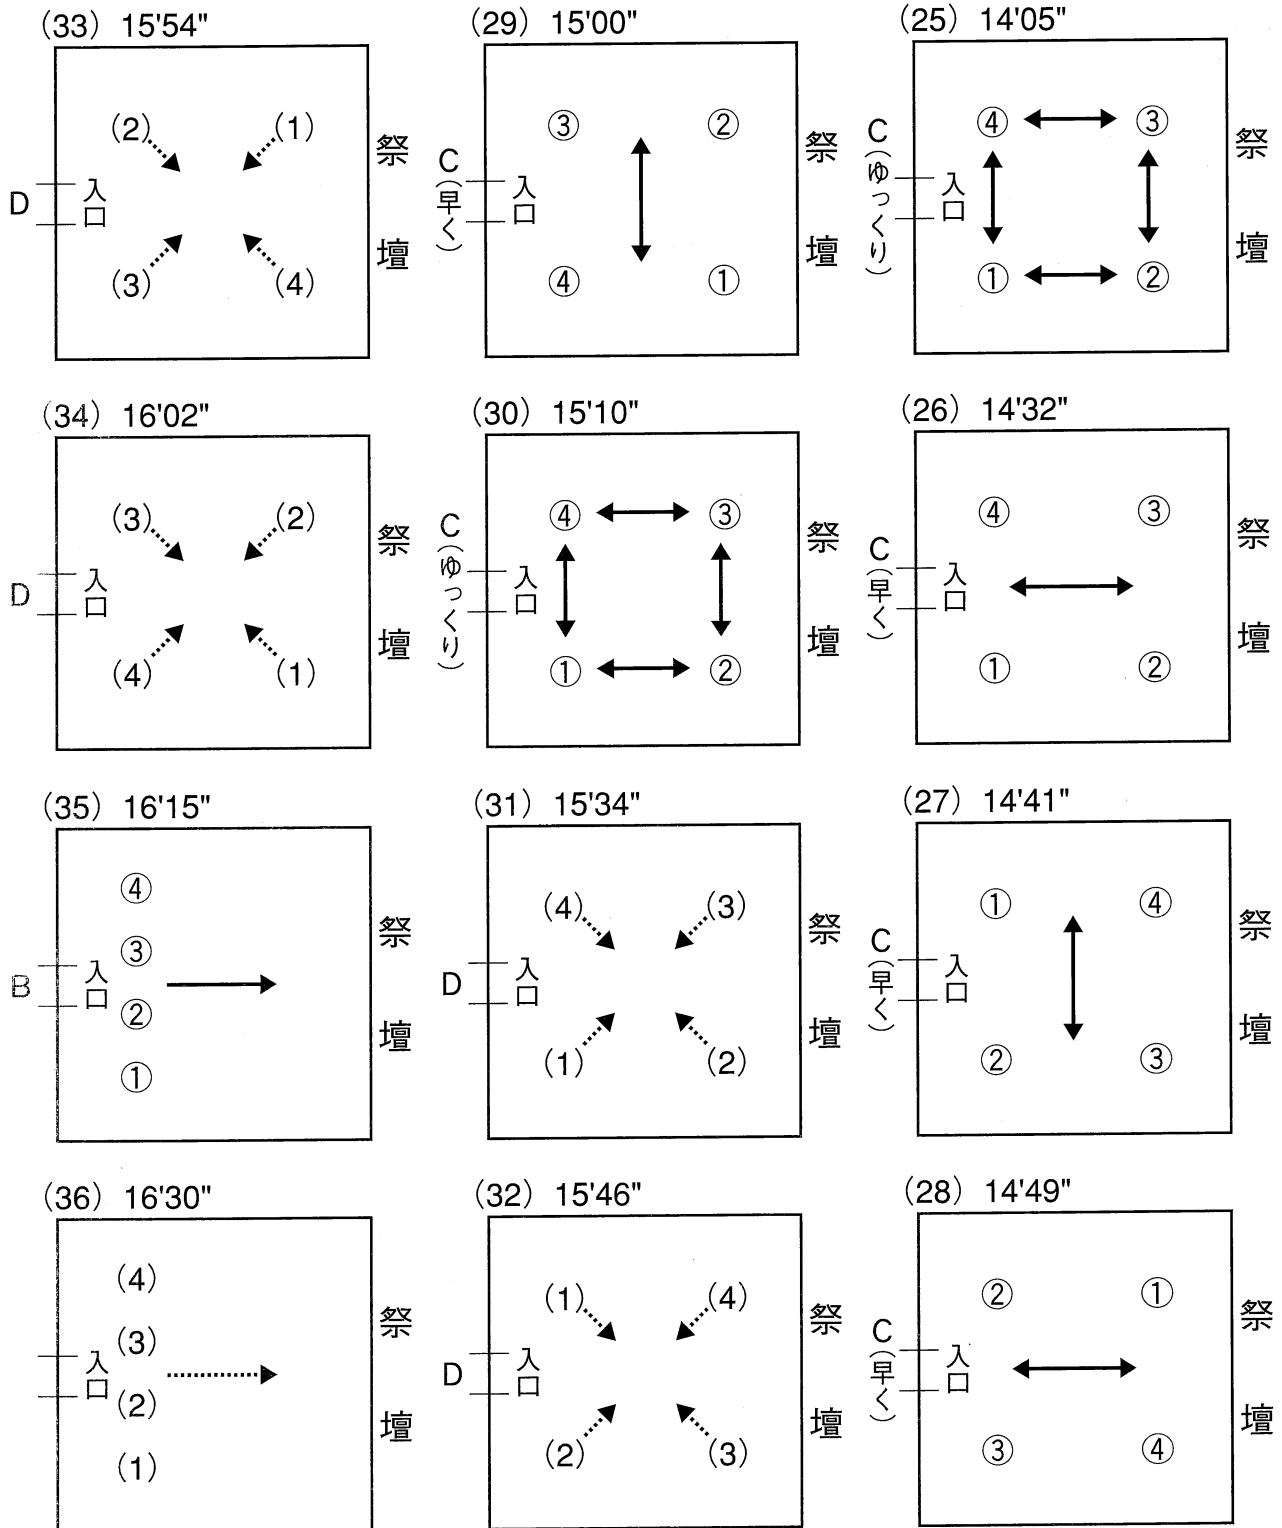 (25) 14'05"
④ ③
C(ゆっくり)
入口
祭壇
① ②
(26) 14'32"
④ ③
C(早く)
入口
祭壇
① ②
(27) 14'41"
① ④
C(早く)
入口
祭壇
② ③
(28) 14'49"
② ①
C(早く)
入口
祭壇
③ ④
(29) 15'00"
③ ②
C(早く)
入口
祭壇
④ ①
(30) 15'10"
④ ③
C(ゆっくり)
入口
祭壇
① ②
(31) 15'34"
(4) (3)
D
入口
祭壇
(1) (2)
(32) 15'46"
(1) (4)
D
入口
祭壇
(2) (3)
(33) 15'54"
(2) (1)
D
入口
祭壇
(3) (4)
(34) 16'02"
(3) (2)
D
入口
祭壇
(4) (1)
(35) 16'15"
④
③
B
入口
祭壇
②
①
(36) 16'30"
(4)
(3)
入口
祭壇
(2)
(1)